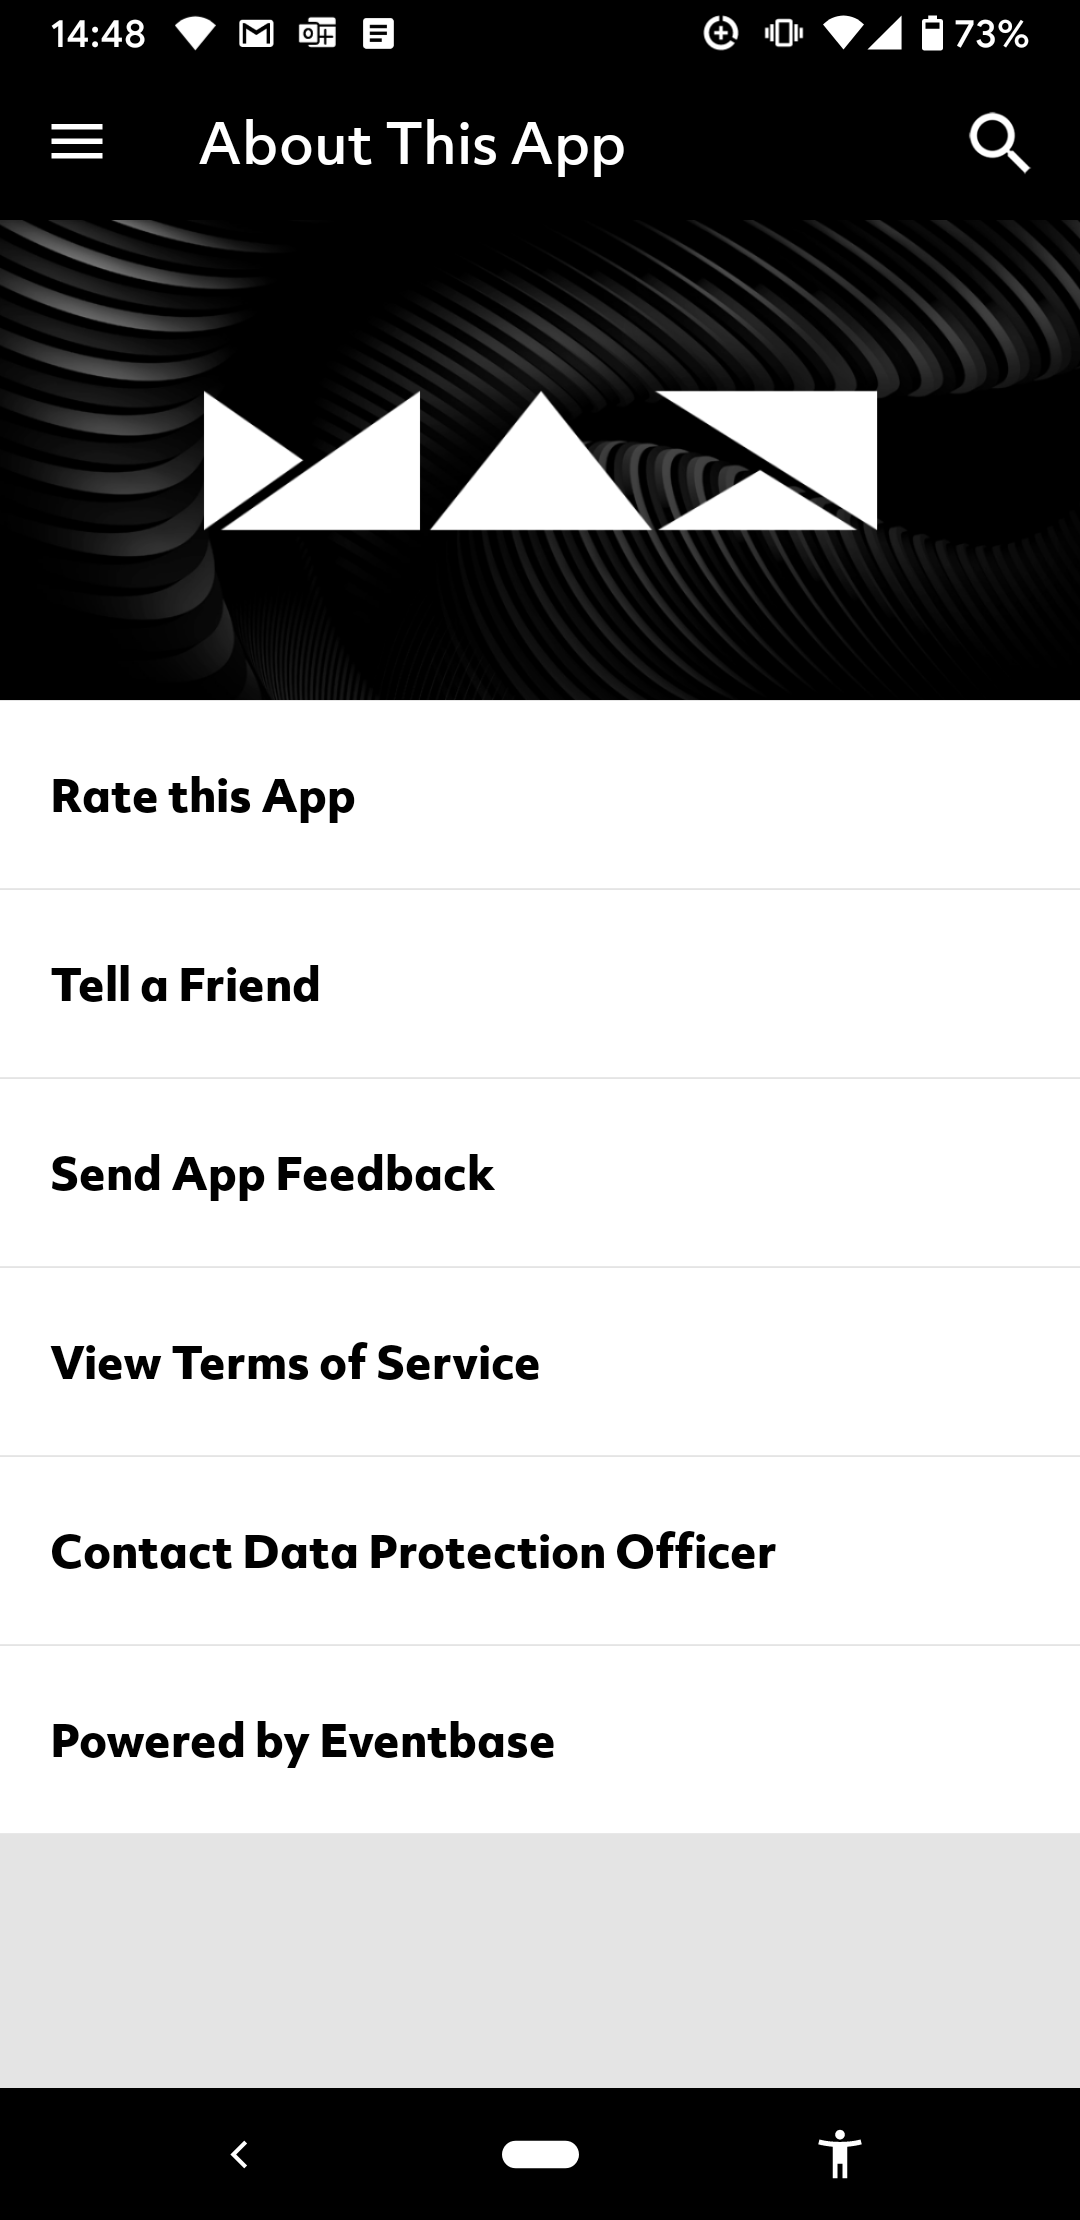 14:48 73%
About This App
MAX
Rate this App
Tell a Friend
Send App Feedback
View Terms of Service
Contact Data Protection Officer
Powered by Eventbase